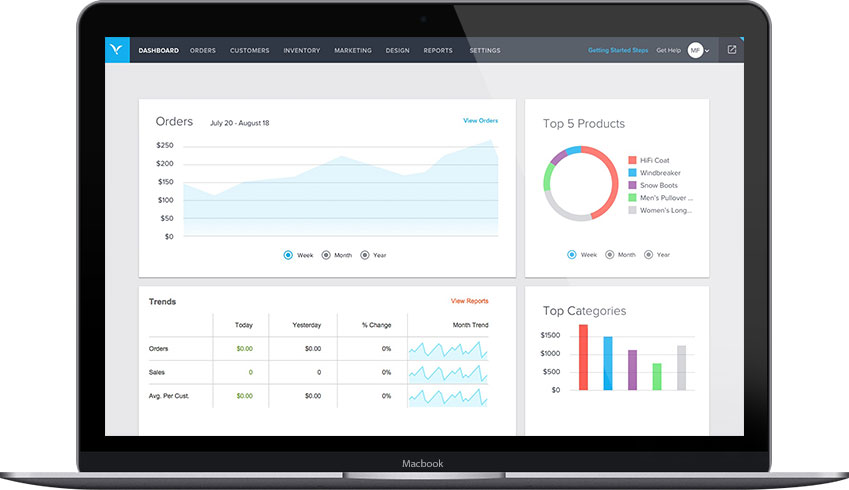 DASHBOARD ORDERS CUSTOMERS INVENTORY MARKETING DESIGN REPORTS SETTINGS Getting Started Steps Get Help MF
Orders July 20 - August 18 View Orders
$250
$200
$150
$100
$50
$0
Week Month Year
Top 5 Products
HiFi Coat
Windbreaker
Snow Boots
Men's Pullover ...
Women's Long...
Week Month Year
Trends View Reports
Today Yesterday % Change Month Trend
Orders $0.00 $0.00 0%
Sales 0 0 0%
Avg. Per Cust. $0.00 $0.00 0%
Top Categories
$1500
$1000
$500
$0
Macbook